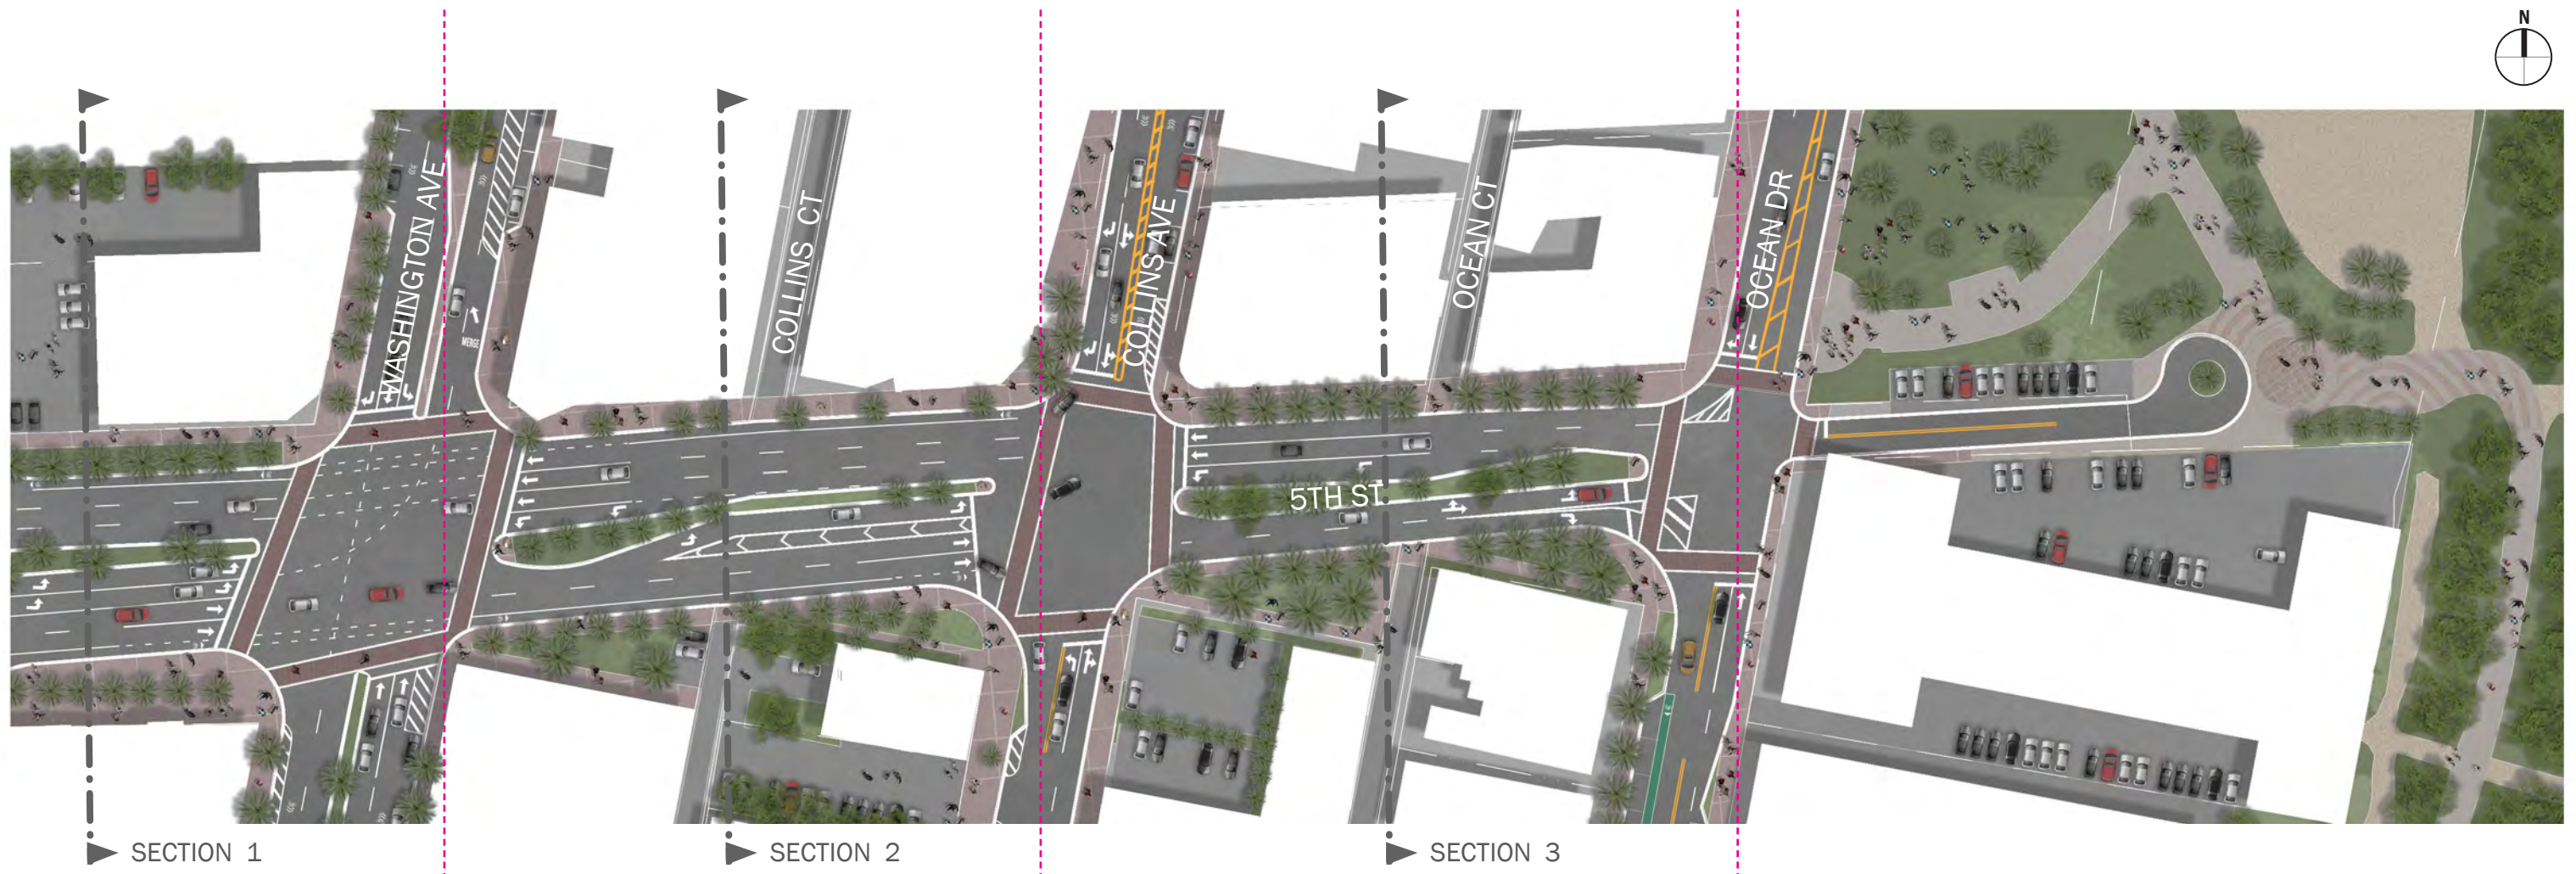 N
WASHINGTON AVE
COLLINS CT
COLLINS AVE
OCEAN CT
OCEAN DR
MERGE
5TH ST
SECTION 1
SECTION 2
SECTION 3